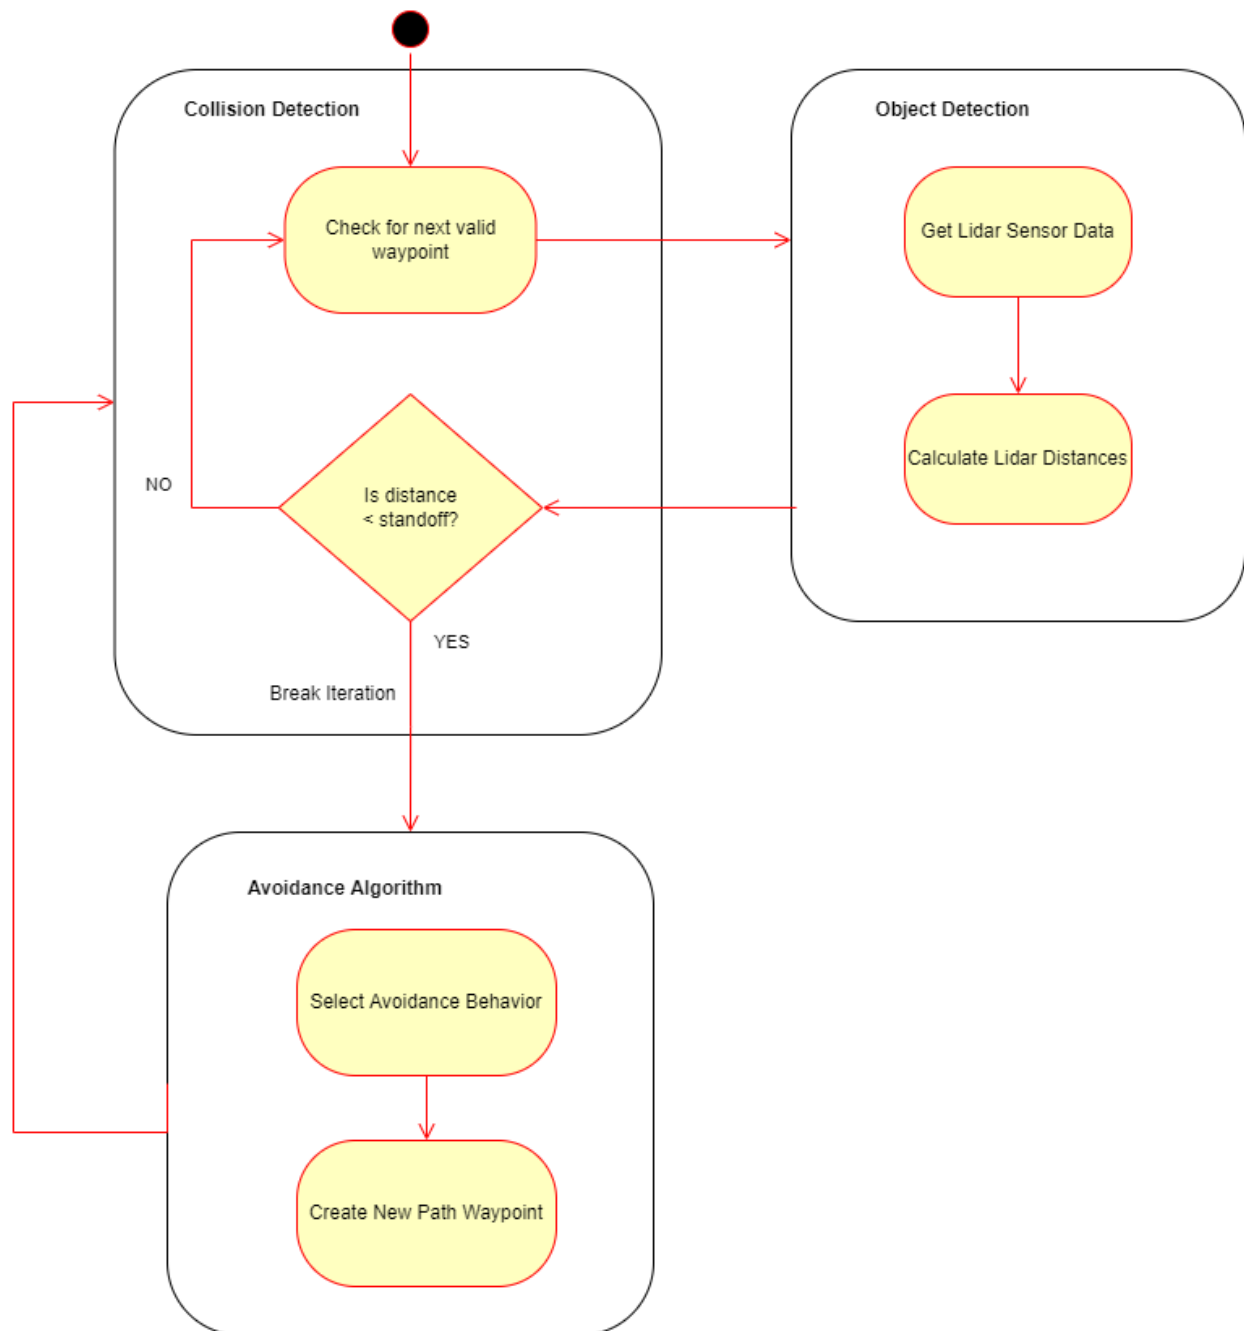 Collision Detection
Object Detection
Check for next valid
waypoint
Get Lidar Sensor Data
Calculate Lidar Distances
NO
Is distance
< standoff?
YES
Break Iteration
Avoidance Algorithm
Select Avoidance Behavior
Create New Path Waypoint